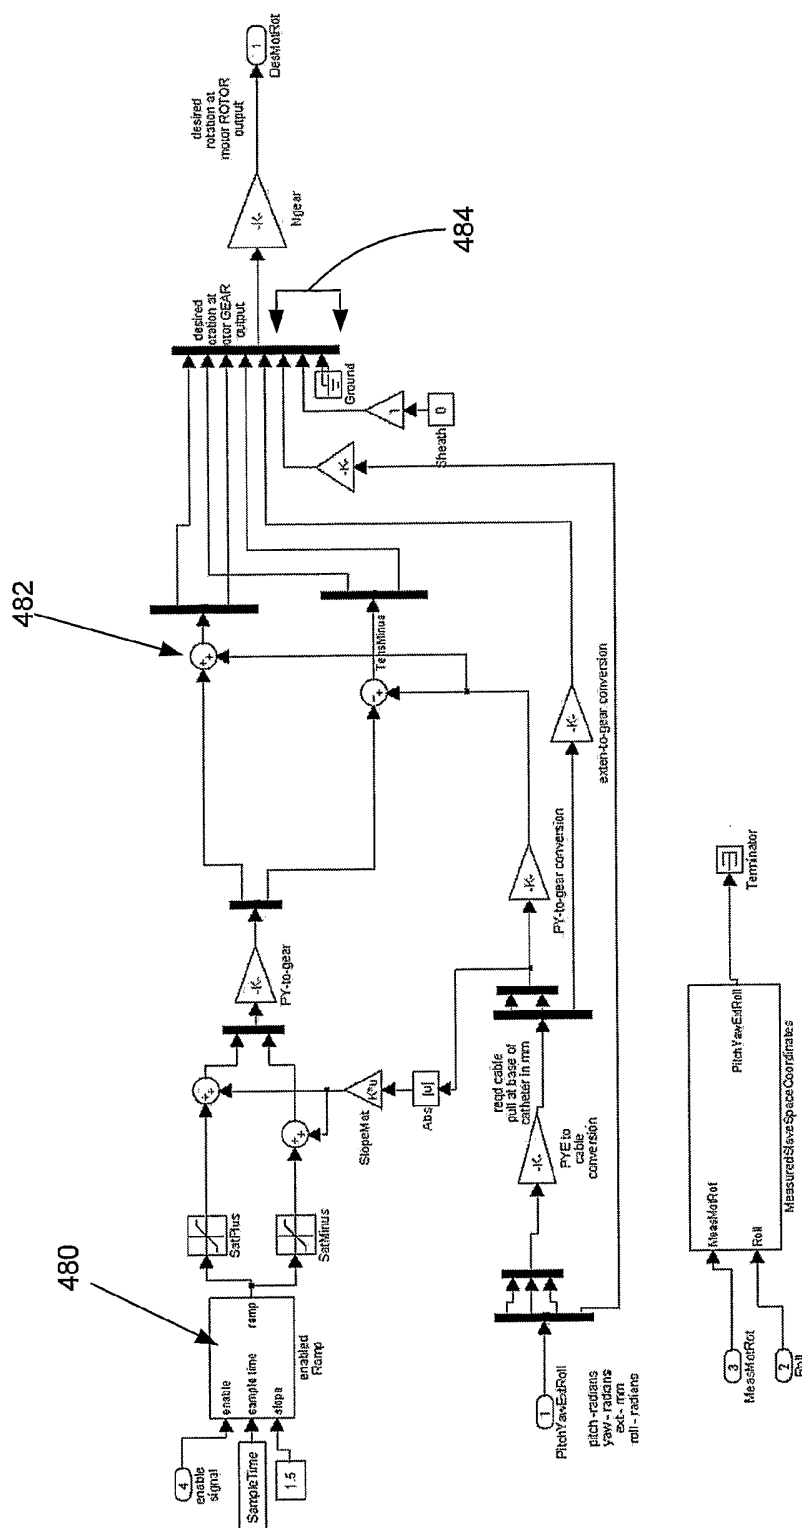 4
enable
signal
SampleTime
1.5
enable
sample time
slope
ramp
enabled
Ramp
480
SatPlus
SatMinus
++
++
SlopeMat
K*u
Abs
|u|
-K-
PY-to-gear
482
++
-+
TensMinus
1
PitchYawExtRoll
pitch -radians
yaw - radians
ext - mm
roll - radians
-K-
PYE to
cable
conversion
reqd cable
pull at base of
catheter in mm
-K-
PY-to-gear conversion
-K-
exten-to-gear conversion
-K-
1
0
Sheath
Ground
desired
otation at
otor GEAR
output
484
-K-
Ngear
desired
rotation at
motor ROTOR
output
1
DesMotRot
3
MeasMotRot
2
Roll
MeasMotRot
Roll
PitchYawExtRoll
MeasuredSlaveSpaceCoordinates
Terminator